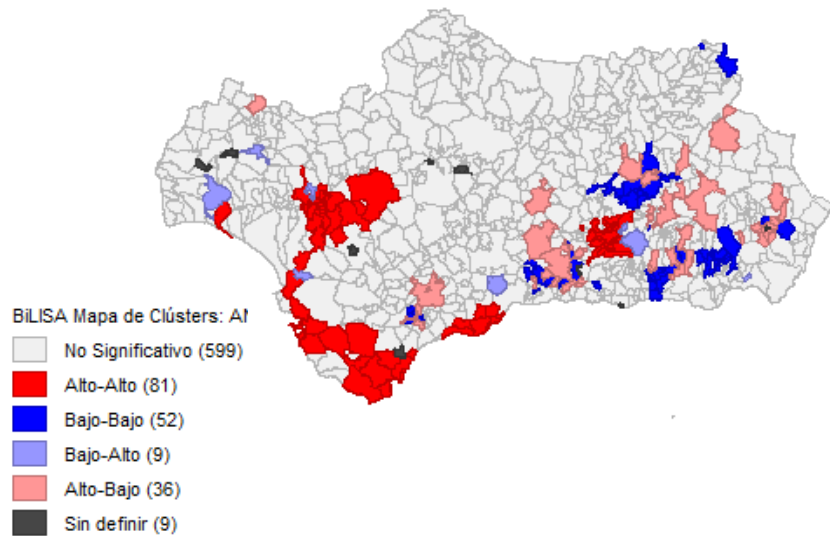 BiLISA Mapa de Clústers: AI
No Significativo (599)
Alto-Alto (81)
Bajo-Bajo (52)
Bajo-Alto (9)
Alto-Bajo (36)
Sin definir (9)